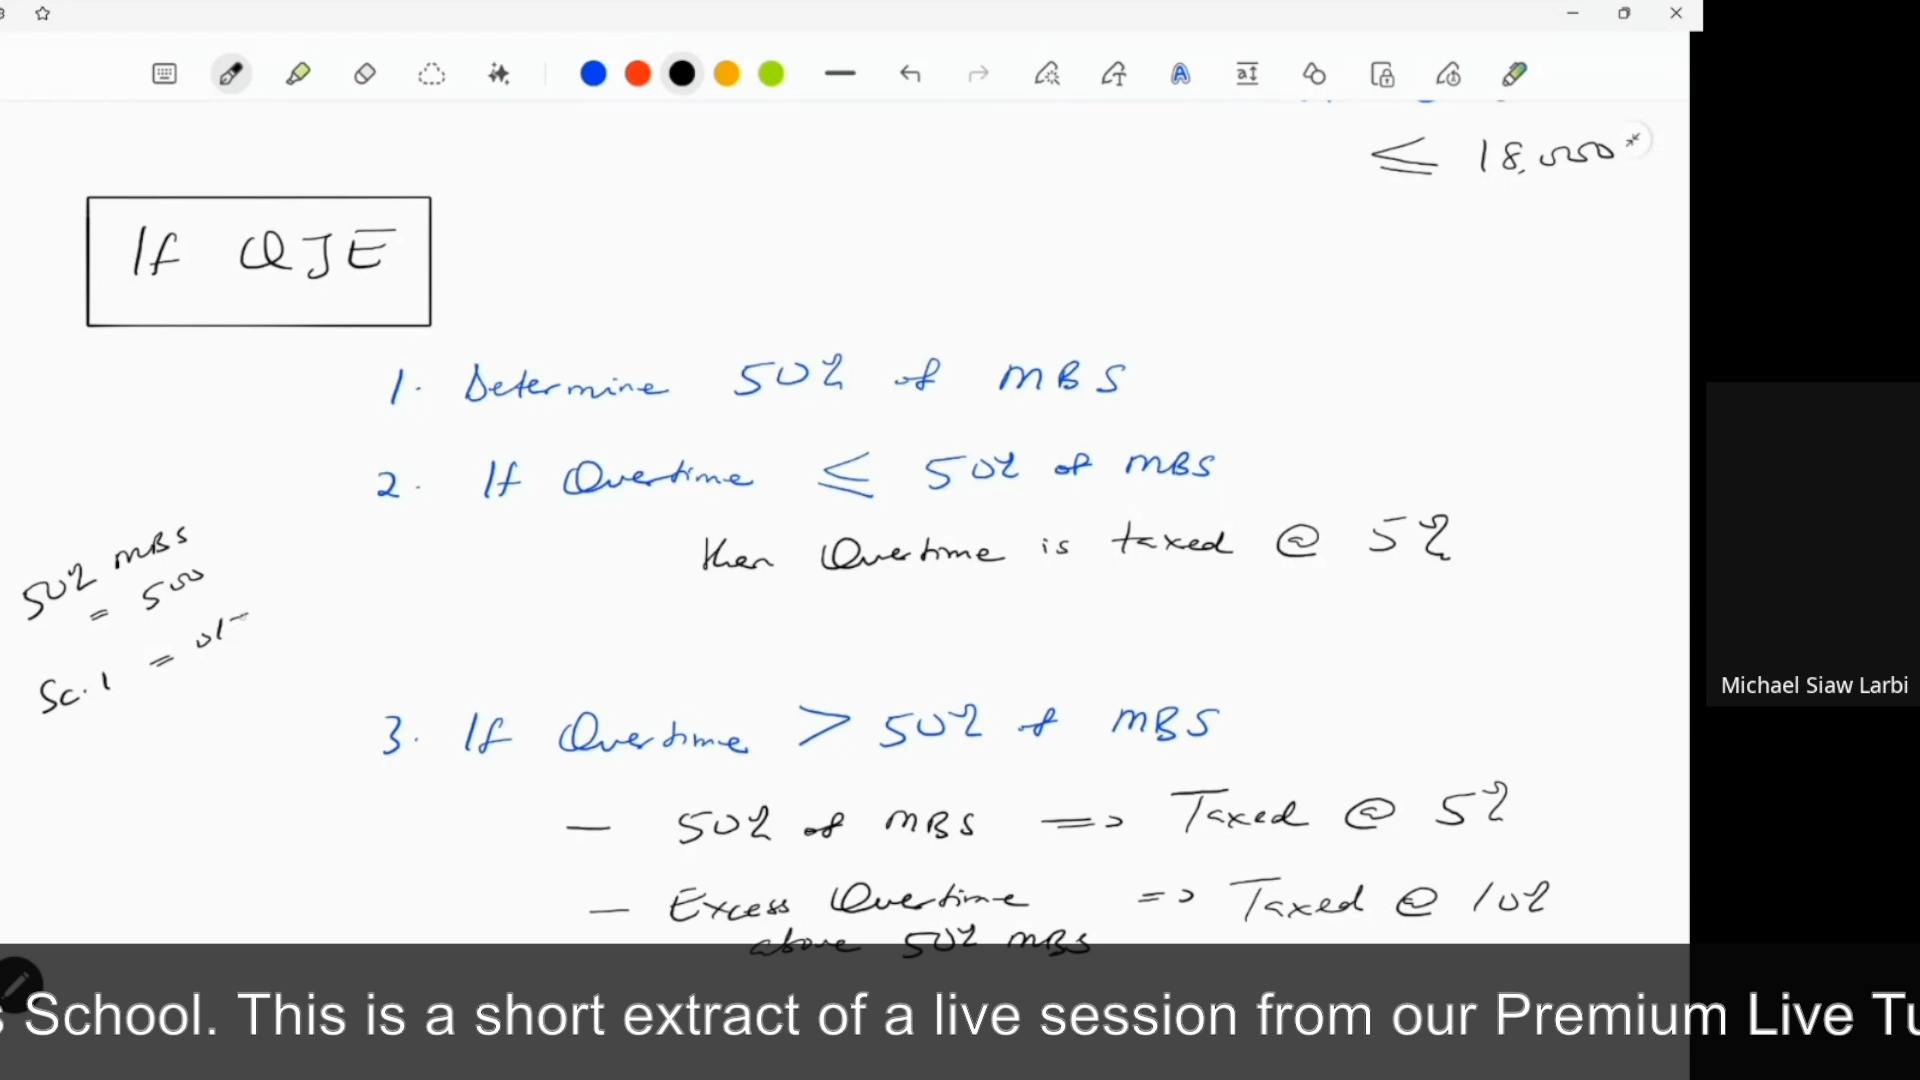 ≤ 18,000
If QJE
1. Determine 50% of MBS
2. If Overtime ≤ 50% of MBS
then Overtime is taxed @ 5%
50% MBS
= 500
Sc. 1 =
3. If Overtime > 50% of MBS
— 50% of MBS => Taxed @ 5%
— Excess Overtime => Taxed @ 10%
above 50% MBS
Michael Siaw Larbi
School. This is a short extract of a live session from our Premium Live